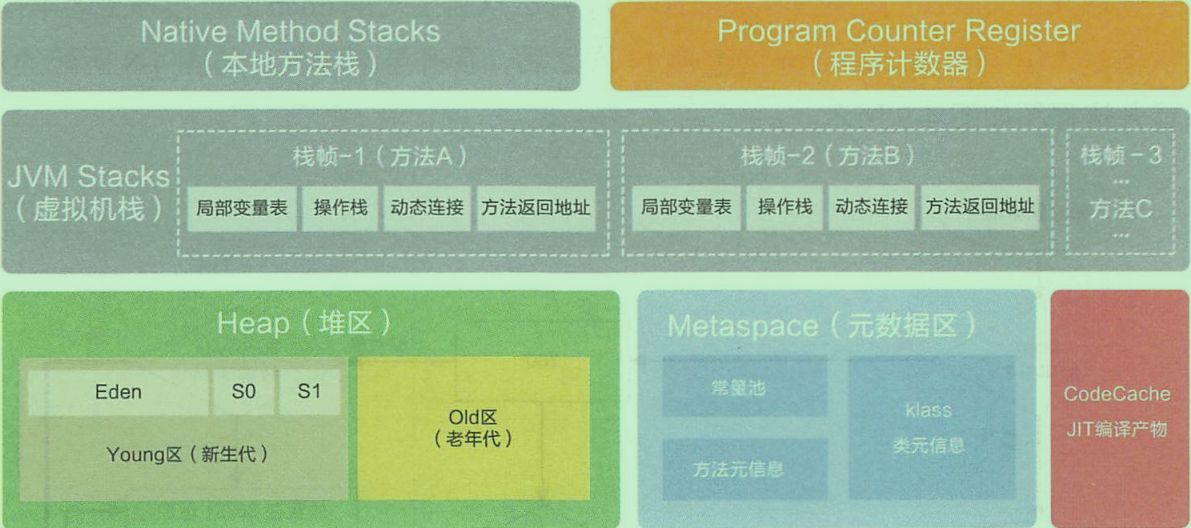 Native Method Stacks
（本地方法栈）
Program Counter Register
（程序计数器）
JVM Stacks
（虚拟机栈）
栈帧-1（方法A）
局部变量表
操作栈
动态连接
方法返回地址
栈帧-2（方法B）
局部变量表
操作栈
动态连接
方法返回地址
栈帧-3
...
方法C
...
Heap（堆区）
Eden
S0
S1
Young区（新生代）
Old区
（老年代）
Metaspace（元数据区）
常量池
方法元信息
klass
类元信息
CodeCache
JIT编译产物